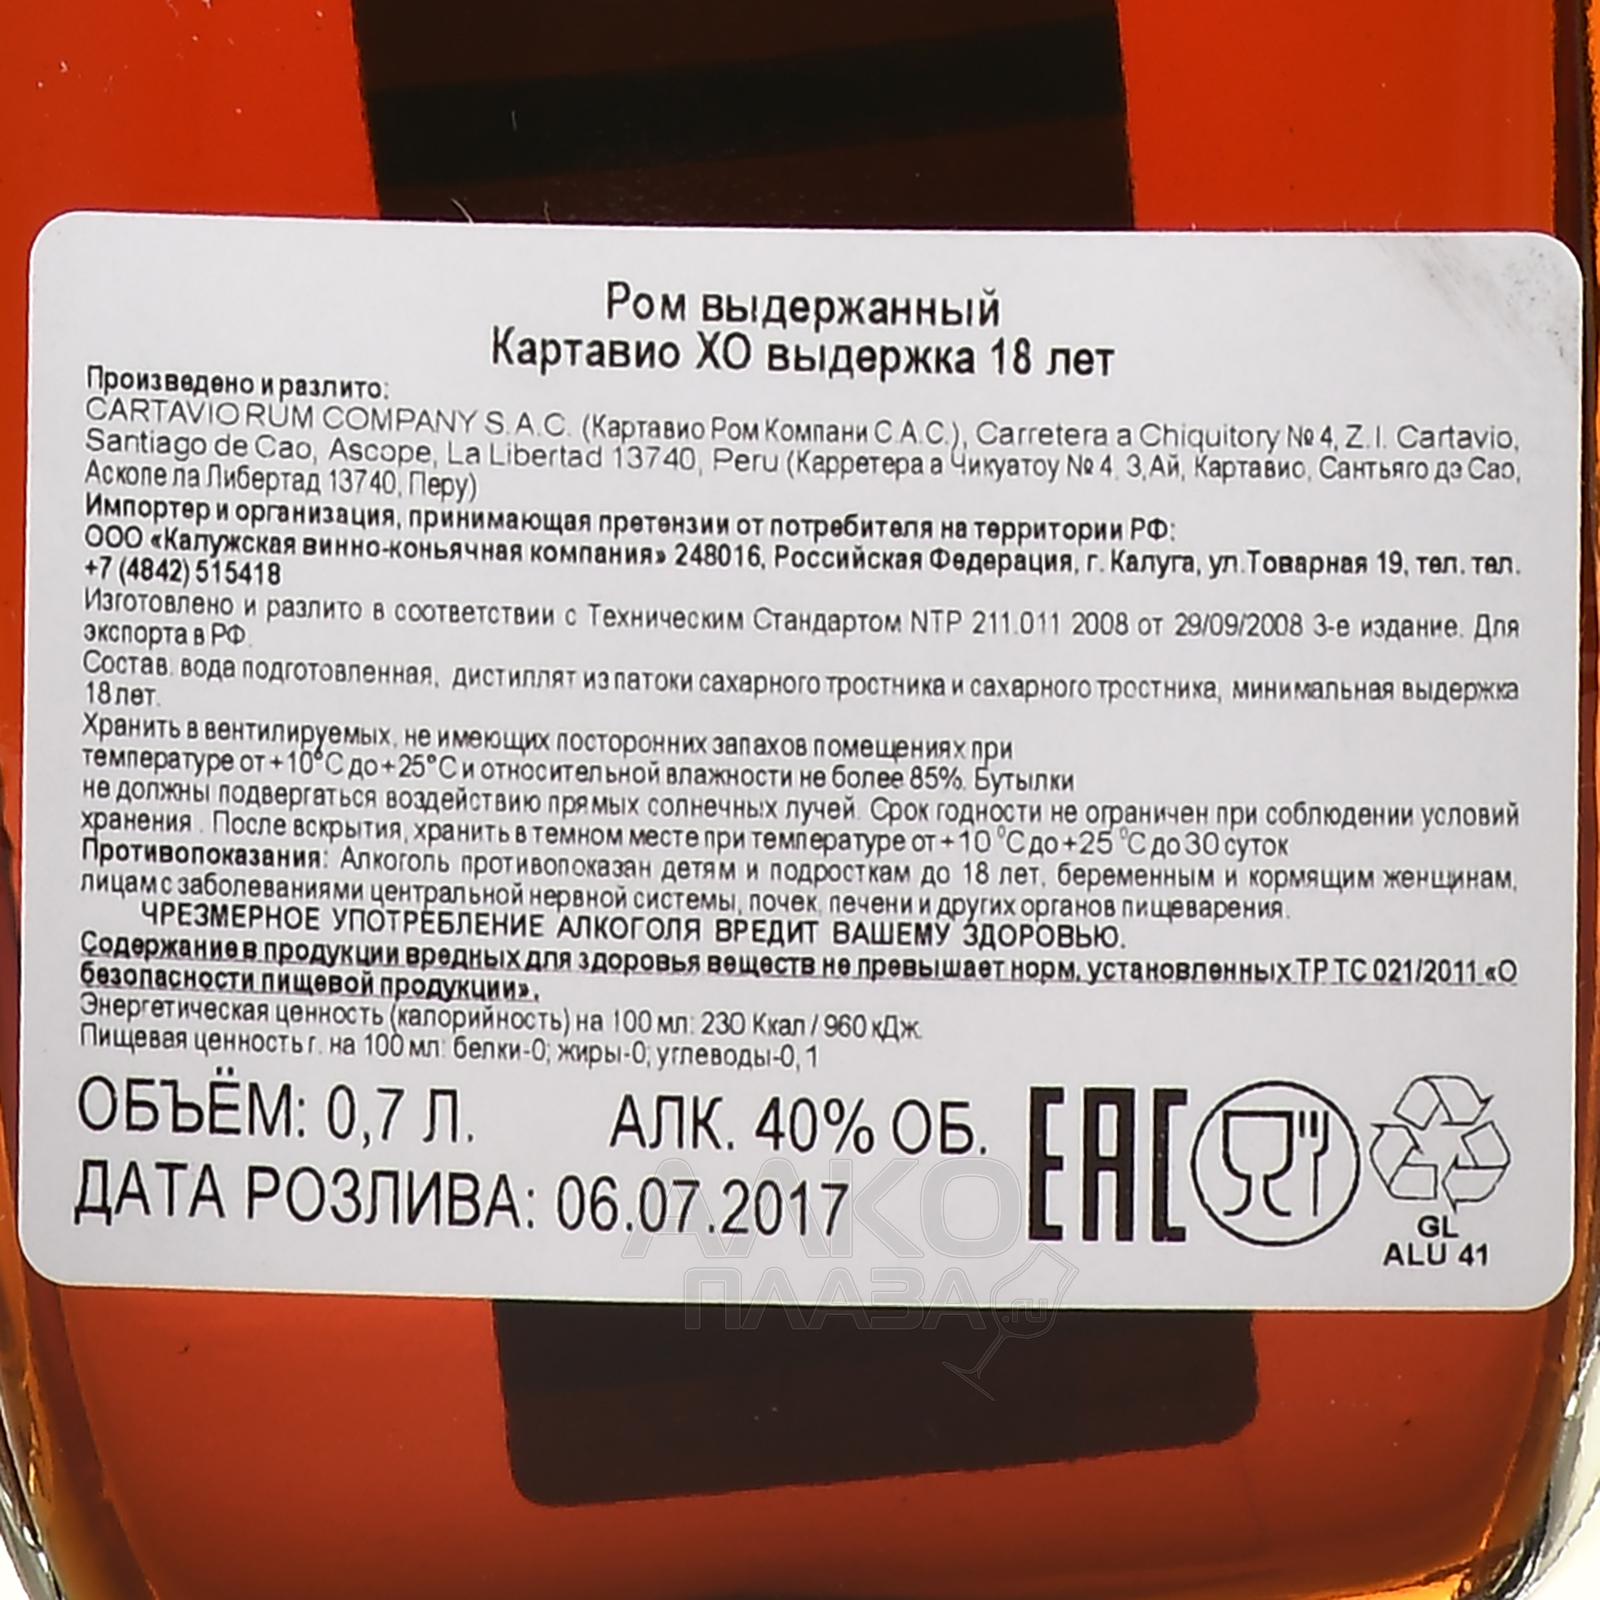 Ром выдержанный
Картавио ХО выдержка 18 лет
Произведено и разлито:
CARTAVIO RUM COMPANY S.A.C. (Картавио Ром Компани С.А.С.), Carretera a Chiquitory № 4, Z.I. Cartavio,
Santiago de Cao, Ascope, La Libertad 13740, Peru (Карретера а Чикуатоу № 4, З,Ай, Картавио, Сантьяго дэ Сао,
Аскопе ла Либертад 13740, Перу)
Импортер и организация, принимающая претензии от потребителя на территории РФ:
ООО «Калужская винно-коньячная компания» 248016, Российская Федерация, г. Калуга, ул.Товарная 19, тел. тел.
+7 (4842) 515418
Изготовлено и разлито в соответствии с Техническим Стандартом NTP 211.011 2008 от 29/09/2008 3-е издание. Для
экспорта в РФ.
Состав: вода подготовленная, дистиллят из патоки сахарного тростника и сахарного тростника, минимальная выдержка
18 лет.
Хранить в вентилируемых, не имеющих посторонних запахов помещениях при
температуре от +10°С до +25°С и относительной влажности не более 85%. Бутылки
не должны подвергаться воздействию прямых солнечных лучей. Срок годности не ограничен при соблюдении условий
хранения . После вскрытия, хранить в темном месте при температуре от +10 °С до +25 °С до 30 суток
Противопоказания: Алкоголь противопоказан детям и подросткам до 18 лет, беременным и кормящим женщинам,
лицам с заболеваниями центральной нервной системы, почек, печени и других органов пищеварения.
ЧРЕЗМЕРНОЕ УПОТРЕБЛЕНИЕ АЛКОГОЛЯ ВРЕДИТ ВАШЕМУ ЗДОРОВЬЮ.
Содержание в продукции вредных для здоровья веществ не превышает норм, установленных ТР ТС 021/2011 «О
безопасности пищевой продукции».
Энергетическая ценность (калорийность) на 100 мл: 230 Ккал / 960 кДж.
Пищевая ценность г. на 100 мл: белки-0; жиры-0; углеводы-0,1
ОБЪЁМ: 0,7 Л. АЛК. 40% ОБ.
ДАТА РОЗЛИВА: 06.07.2017
EAC
GL
ALU 41
АЛКО
ПЛАЗА.ru